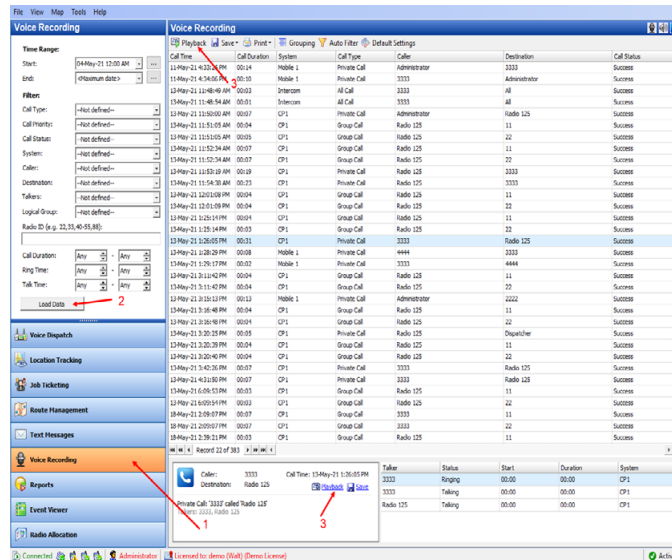 File View Map Tools Help
Voice Recording
Time Range:
Start: 04-May-21 12:00 AM ...
End: <Maximum date> ...
Filter:
Call Type: --Not defined--
Call Priority: --Not defined--
Call Status: --Not defined--
System: --Not defined--
Caller: --Not defined--
Destination: --Not defined--
Talkers: --Not defined--
Logical Group: --Not defined--
Radio ID (e.g. 22,33,40-55,88):
Call Duration: Any - Any
Ring Time: Any - Any
Talk Time: Any - Any
Load Data
2
Voice Dispatch
Location Tracking
Job Ticketing
Route Management
Text Messages
Voice Recording
Reports
Event Viewer
Radio Allocation
1
Voice Recording
Playback Save Print Grouping Auto Filter Default Settings
3
Call Time Call Duration System Call Type Caller Destination Call Status
11-May-21 4:33:26 PM 00:14 Mobile 1 Private Call Administrator 3333 Success
11-May-21 4:34:06 PM 00:10 Mobile 1 Private Call 3333 Administrator Success
13-May-21 11:48:49 AM 00:03 Intercom All Call 3333 All Success
13-May-21 11:48:54 AM 00:01 Intercom All Call 3333 All Success
13-May-21 11:50:00 AM 00:07 CP1 Private Call Administrator Radio 125 Success
13-May-21 11:51:05 AM 00:04 CP1 Group Call Radio 125 11 Success
13-May-21 11:51:05 AM 00:05 CP1 Group Call Radio 125 22 Success
13-May-21 11:52:34 AM 00:07 CP1 Group Call Radio 125 11 Success
13-May-21 11:52:34 AM 00:07 CP1 Group Call Radio 125 22 Success
13-May-21 11:53:19 AM 00:19 CP1 Private Call Radio 125 3333 Success
13-May-21 11:54:38 AM 00:23 CP1 Private Call Radio 125 3333 Success
13-May-21 12:01:08 PM 00:04 CP1 Group Call Radio 125 11 Success
13-May-21 12:01:09 PM 00:04 CP1 Group Call Radio 125 22 Success
13-May-21 1:25:14 PM 00:04 CP1 Group Call Radio 125 11 Success
13-May-21 1:25:14 PM 00:03 CP1 Group Call Radio 125 22 Success
13-May-21 1:26:05 PM 00:31 CP1 Private Call 3333 Radio 125 Success
13-May-21 1:28:29 PM 00:08 Mobile 1 Private Call 4444 3333 Success
13-May-21 1:29:17 PM 00:02 Mobile 1 Private Call 3333 4444 Success
13-May-21 3:11:42 PM 00:04 CP1 Group Call Radio 125 11 Success
13-May-21 3:11:42 PM 00:04 CP1 Group Call Radio 125 22 Success
13-May-21 3:15:13 PM 00:13 Mobile 1 Private Call Administrator 2222 Success
13-May-21 3:16:48 PM 00:04 CP1 Group Call Radio 125 11 Success
13-May-21 3:16:48 PM 00:04 CP1 Group Call Radio 125 22 Success
13-May-21 3:20:25 PM 00:05 CP1 Private Call Radio 125 Dispatcher Success
13-May-21 3:20:39 PM 00:04 CP1 Group Call Radio 125 11 Success
13-May-21 3:20:40 PM 00:04 CP1 Group Call Radio 125 22 Success
13-May-21 3:42:26 PM 00:07 CP1 Private Call 3333 Radio 125 Success
13-May-21 4:31:50 PM 00:07 CP1 Private Call 3333 Radio 125 Success
18-May-21 6:09:53 PM 00:03 CP1 Group Call Radio 125 11 Success
18-May-21 6:09:54 PM 00:03 CP1 Group Call Radio 125 22 Success
18-May-21 2:09:07 PM 00:07 CP1 Group Call 3333 11 Success
18-May-21 2:09:07 PM 00:07 CP1 Group Call 3333 22 Success
18-May-21 2:39:21 PM 00:03 CP1 Group Call Radio 125 11 Success
Record 22 of 383
Caller: 3333 Call Time: 13-May-21 1:26:05 PM
Destination: Radio 125 Playback Save
Private Call: '3333' called 'Radio 125'
Talkers: 3333, Radio 125
3
Talker Status Start Duration System
3333 Ringing 00:00 00:00 CP1
3333 Talking 00:00 00:00 CP1
Radio 125 Talking 00:00 00:00 CP1
Connected Administrator Licensed to: demo (Walt) (Demo License)